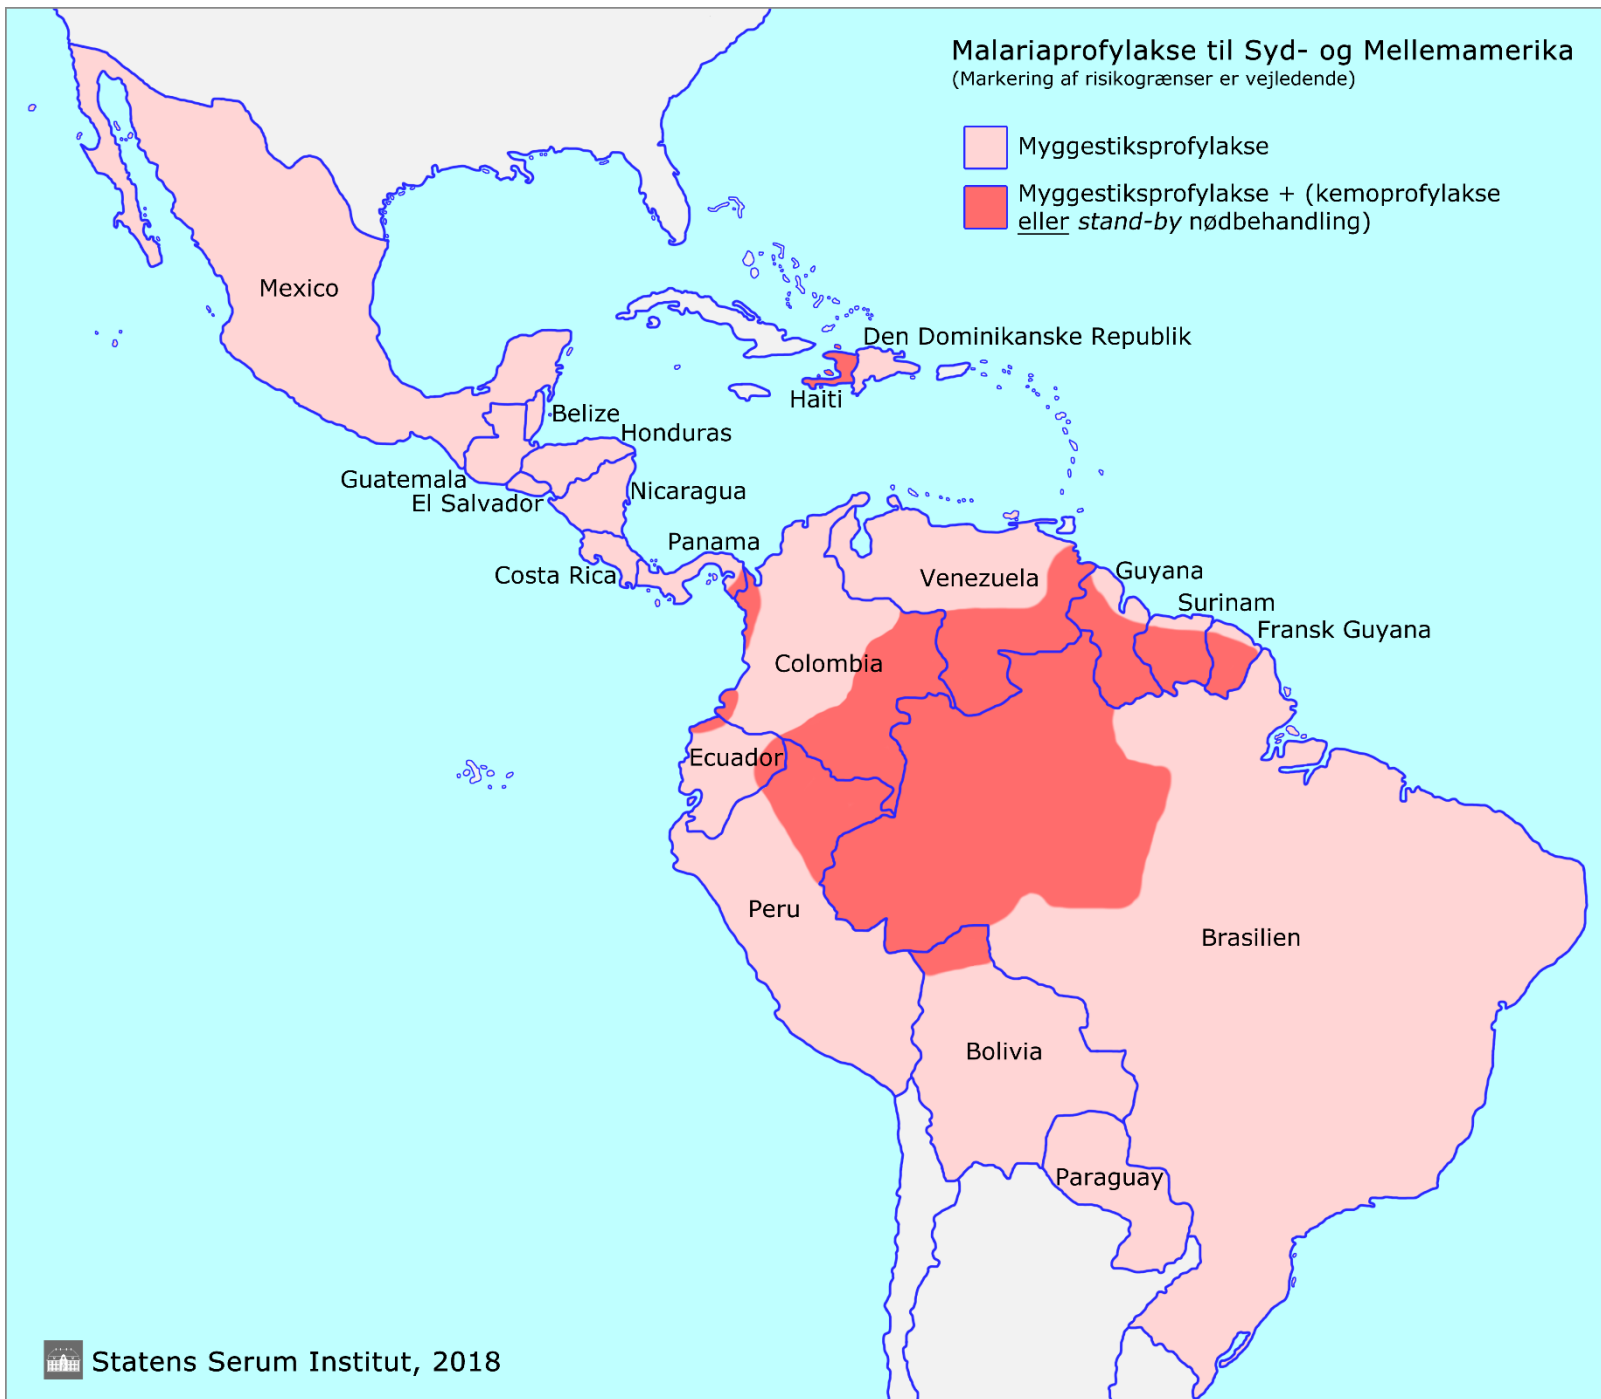 Malariaprofylakse til Syd- og Mellemamerika
(Markering af risikogrænser er vejledende)
Myggestiksprofylakse
Myggestiksprofylakse + (kemoprofylakse
eller stand-by nødbehandling)
Mexico
Den Dominikanske Republik
Haiti
Belize
Honduras
Guatemala
El Salvador
Nicaragua
Panama
Costa Rica
Venezuela
Guyana
Surinam
Fransk Guyana
Colombia
Ecuador
Peru
Brasilien
Bolivia
Paraguay
Statens Serum Institut, 2018